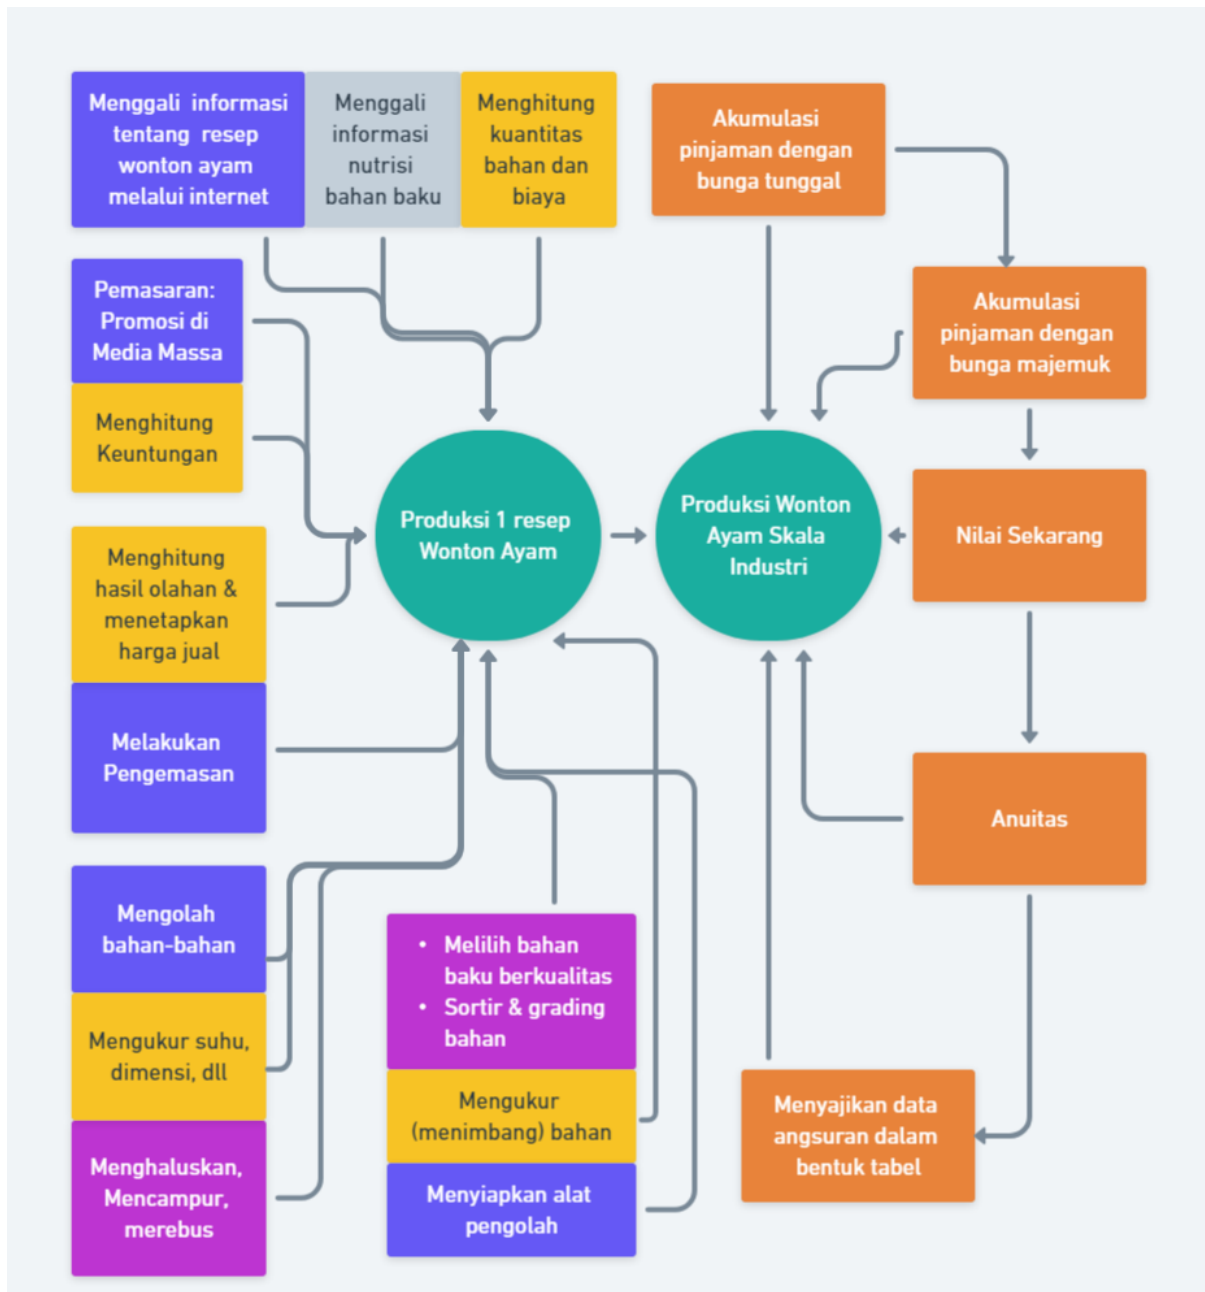 Menggali informasi
tentang resep
wonton ayam
melalui internet
Menggali
informasi
nutrisi
bahan baku
Menghitung
kuantitas
bahan dan
biaya
Akumulasi
pinjaman dengan
bunga tunggal
Pemasaran:
Promosi di
Media Massa
Akumulasi
pinjaman dengan
bunga majemuk
Menghitung
Keuntungan
Produksi 1 resep
Wonton Ayam
Produksi Wonton
Ayam Skala
Industri
Nilai Sekarang
Menghitung
hasil olahan &
menetapkan
harga jual
Melakukan
Pengemasan
Anuitas
Mengolah
bahan-bahan
• Melilih bahan
baku berkualitas
• Sortir & grading
bahan
Mengukur suhu,
dimensi, dll
Mengukur
(menimbang) bahan
Menyajikan data
angsuran dalam
bentuk tabel
Menghaluskan,
Mencampur,
merebus
Menyiapkan alat
pengolah